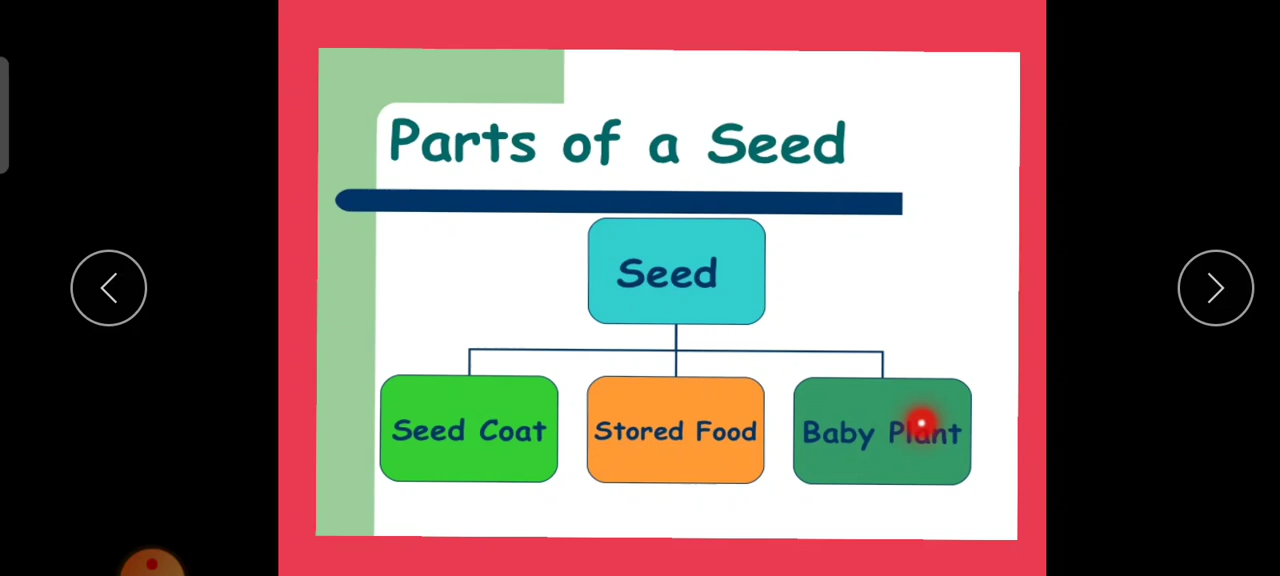 Parts of a Seed
Seed
Seed Coat
Stored Food
Baby Plant